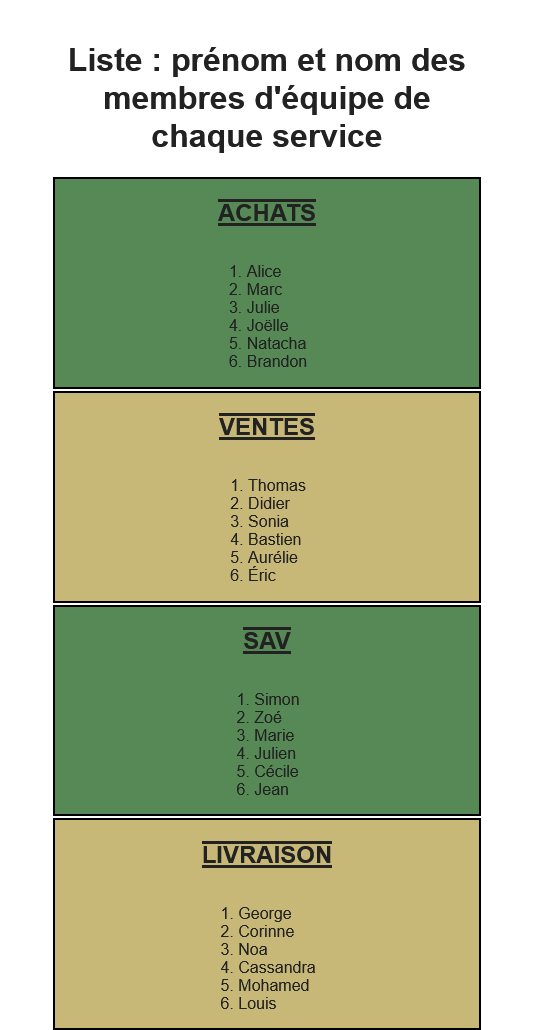 Liste : prénom et nom des
membres d'équipe de
chaque service
ACHATS
1. Alice
2. Marc
3. Julie
4. Joëlle
5. Natacha
6. Brandon
VENTES
1. Thomas
2. Didier
3. Sonia
4. Bastien
5. Aurélie
6. Éric
SAV
1. Simon
2. Zoé
3. Marie
4. Julien
5. Cécile
6. Jean
LIVRAISON
1. George
2. Corinne
3. Noa
4. Cassandra
5. Mohamed
6. Louis